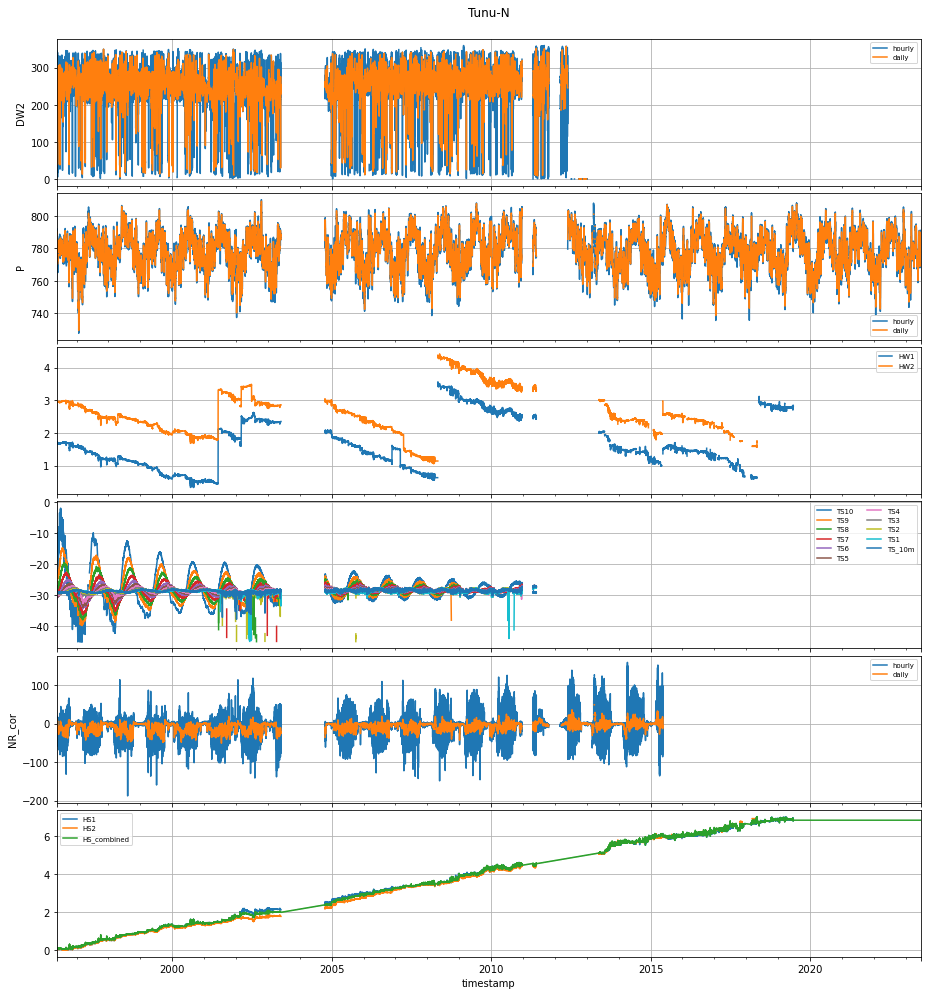 Tunu-N
DW2
300
200
100
0
hourly
daily
P
800
780
760
740
hourly
daily
4
3
2
1
HW1
HW2
0
−10
−20
−30
−40
TS10
TS9
TS8
TS7
TS6
TS5
TS4
TS3
TS2
TS1
TS_10m
NR_cor
100
0
−100
−200
hourly
daily
6
4
2
0
HS1
HS2
HS_combined
2000 2005 2010 2015 2020
timestamp